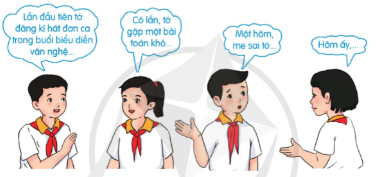 Lần đầu tiên tớ
đăng kí hát đơn ca
trong buổi biểu diễn
văn nghệ...
Có lần, tớ
gặp một bài
toán khó...
Một hôm,
mẹ sai tớ...
Hôm ấy,...